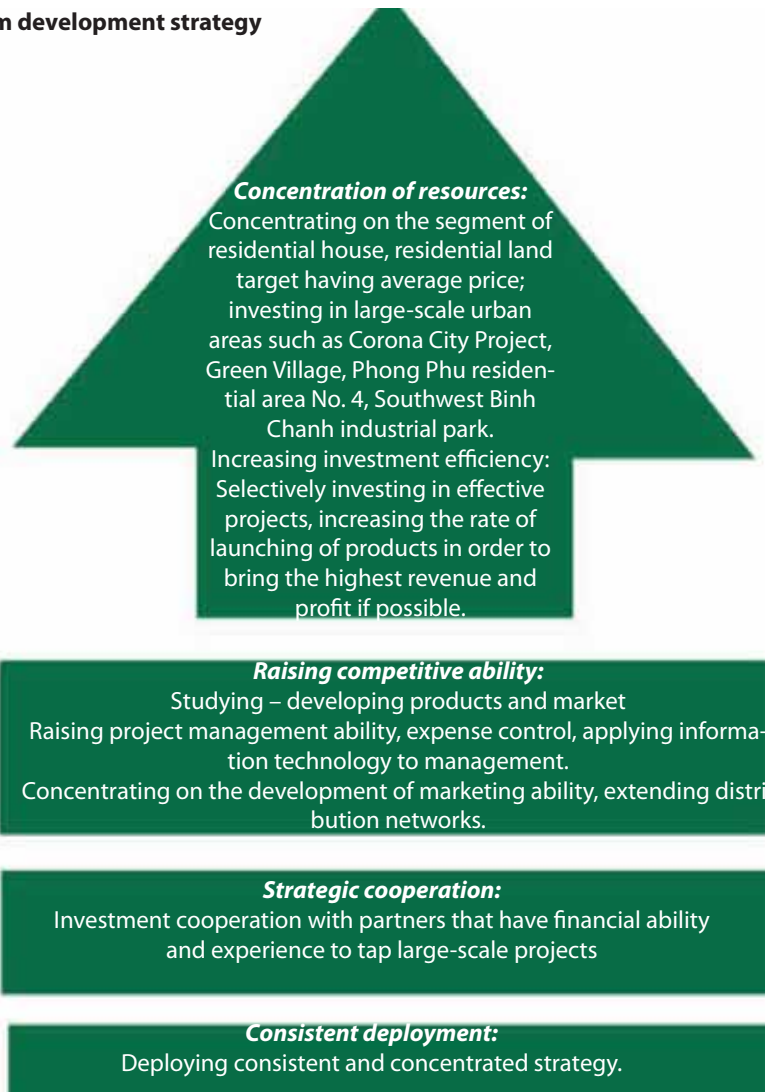 m development strategy
Concentration of resources:
Concentrating on the segment of
residential house, residential land
target having average price;
investing in large-scale urban
areas such as Corona City Project,
Green Village, Phong Phu residen-
tial area No. 4, Southwest Binh
Chanh industrial park.
Increasing investment efficiency:
Selectively investing in effective
projects, increasing the rate of
launching of products in order to
bring the highest revenue and
profit if possible.
Raising competitive ability:
Studying – developing products and market
Raising project management ability, expense control, applying informa-
tion technology to management.
Concentrating on the development of marketing ability, extending distri-
bution networks.
Strategic cooperation:
Investment cooperation with partners that have financial ability
and experience to tap large-scale projects
Consistent deployment:
Deploying consistent and concentrated strategy.